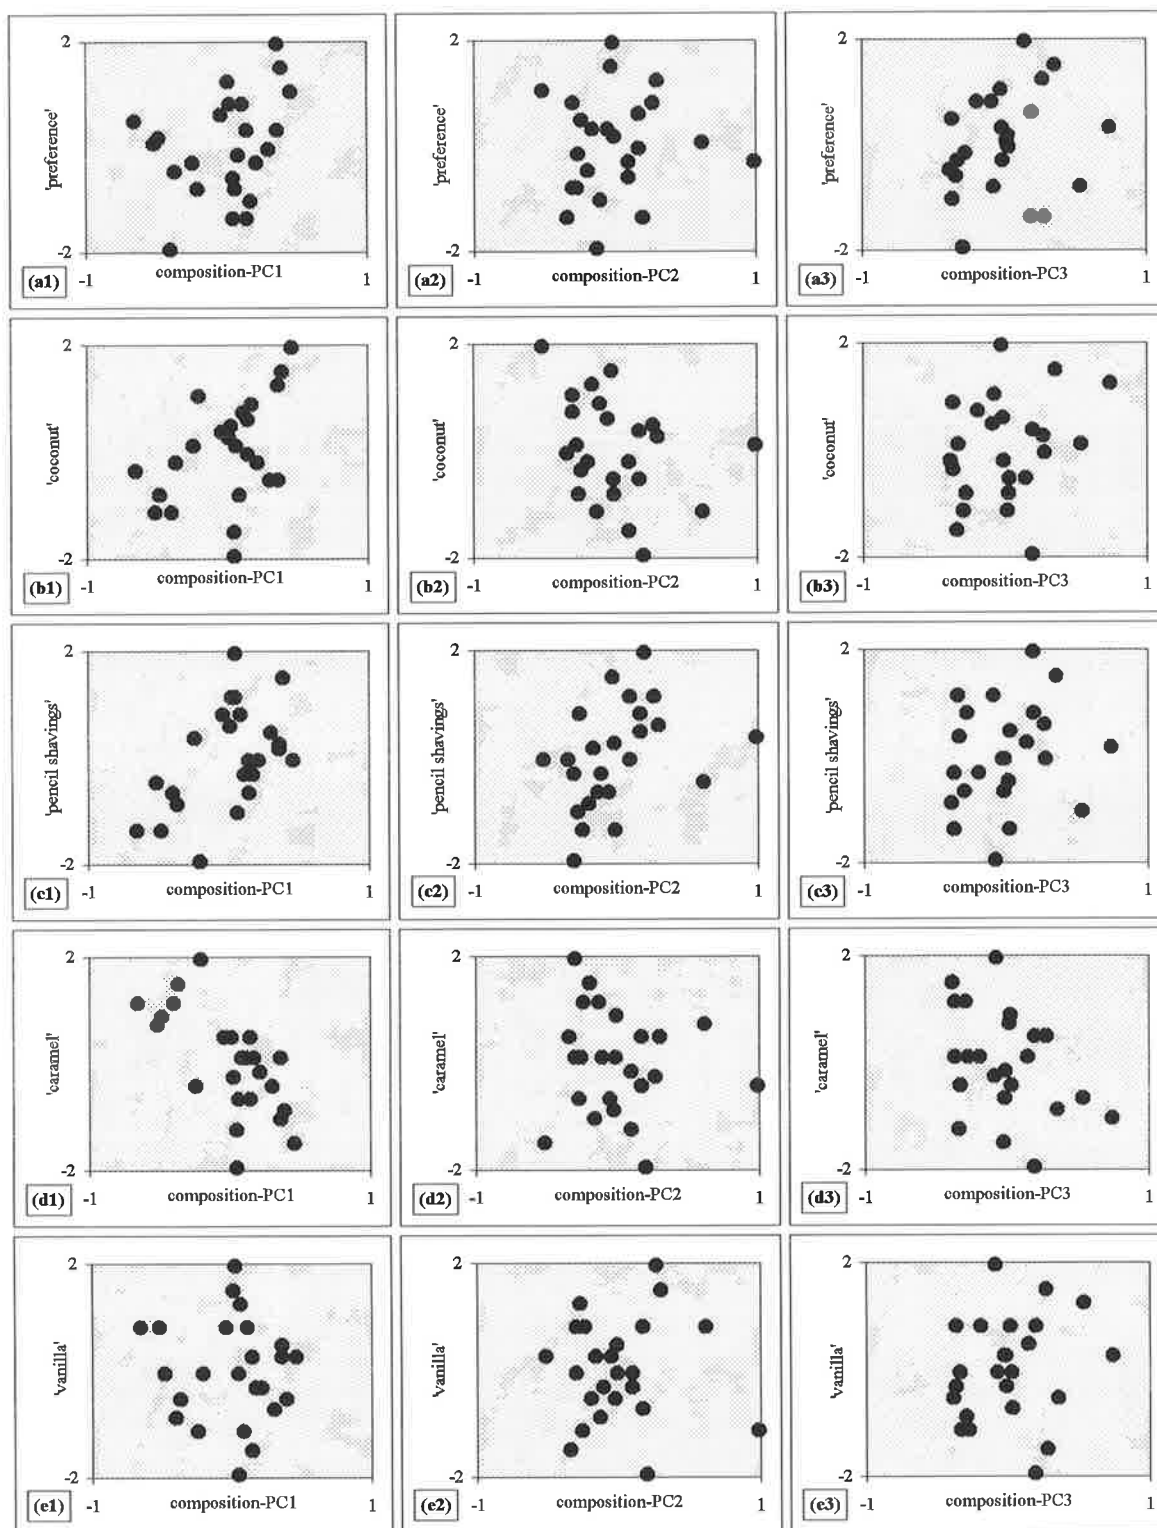 2
'preference'
-2
(a1)
-1
composition-PC1
1
2
'preference'
-2
(a2)
-1
composition-PC2
1
2
'preference'
-2
(a3)
-1
composition-PC3
1
2
'coconut'
-2
(b1)
-1
composition-PC1
1
2
'coconut'
-2
(b2)
-1
composition-PC2
1
2
'coconut'
-2
(b3)
-1
composition-PC3
1
2
'pencil shavings'
-2
(c1)
-1
composition-PC1
1
2
'pencil shavings'
-2
(c2)
-1
composition-PC2
1
2
'pencil shavings'
-2
(c3)
-1
composition-PC3
1
2
'caramel'
-2
(d1)
-1
composition-PC1
1
2
'caramel'
-2
(d2)
-1
composition-PC2
1
2
'caramel'
-2
(d3)
-1
composition-PC3
1
2
'vanilla'
-2
(e1)
-1
composition-PC1
1
2
'vanilla'
-2
(e2)
-1
composition-PC2
1
2
'vanilla'
-2
(e3)
-1
composition-PC3
1